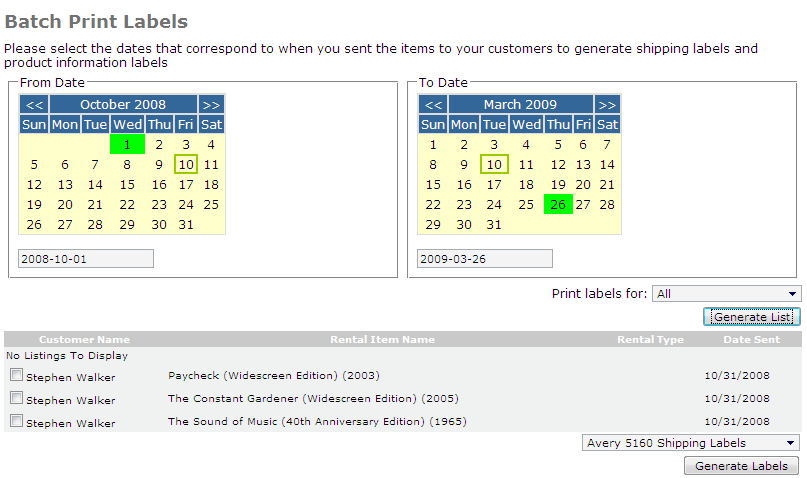 Batch Print Labels
Please select the dates that correspond to when you sent the items to your customers to generate shipping labels and
product information labels
From Date
<< October 2008 >>
Sun Mon Tue Wed Thu Fri Sat
1 2 3 4
5 6 7 8 9 10 11
12 13 14 15 16 17 18
19 20 21 22 23 24 25
26 27 28 29 30 31
2008-10-01
To Date
<< March 2009 >>
Sun Mon Tue Wed Thu Fri Sat
1 2 3 4 5 6 7
8 9 10 11 12 13 14
15 16 17 18 19 20 21
22 23 24 25 26 27 28
29 30 31
2009-03-26
Print labels for: All
Generate List
Customer Name Rental Item Name Rental Type Date Sent
No Listings To Display
Stephen Walker Paycheck (Widescreen Edition) (2003) 10/31/2008
Stephen Walker The Constant Gardener (Widescreen Edition) (2005) 10/31/2008
Stephen Walker The Sound of Music (40th Anniversary Edition) (1965) 10/31/2008
Avery 5160 Shipping Labels
Generate Labels